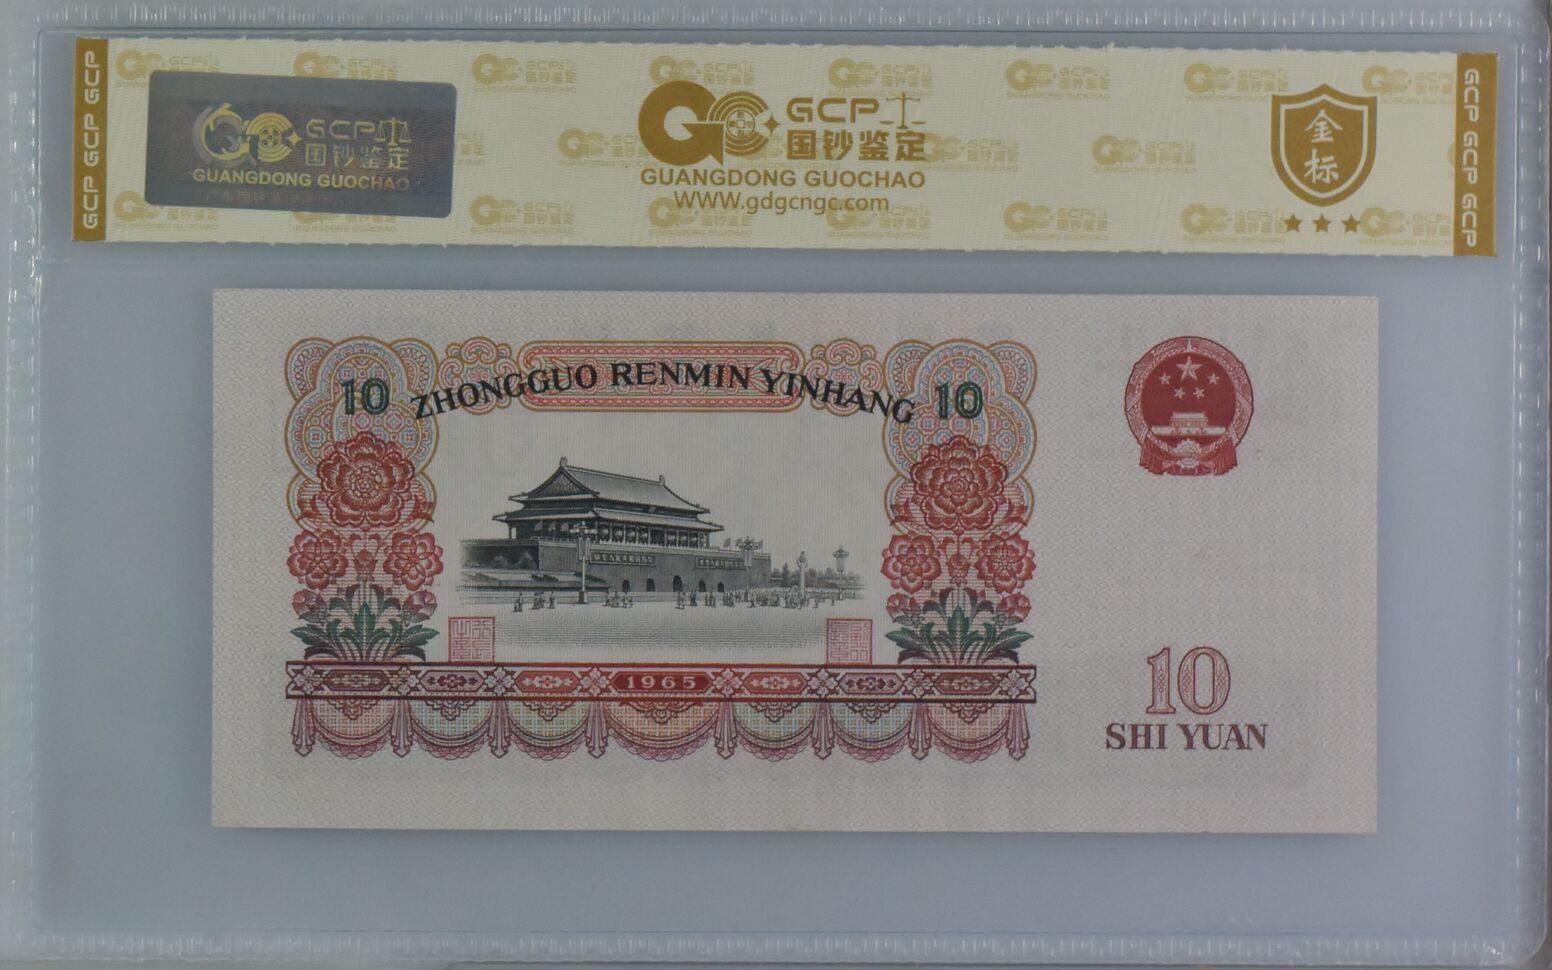 GCP GCP GCP
GCP
国钞鉴定
GUANGDONG GUOCHAO
GCP
国钞鉴定
GUANGDONG GUOCHAO
WWW.gdgcngc.com
金标
GCP GCP GCP
10 ZHONGGUO RENMIN YINHANG 10
1965
10
SHI YUAN